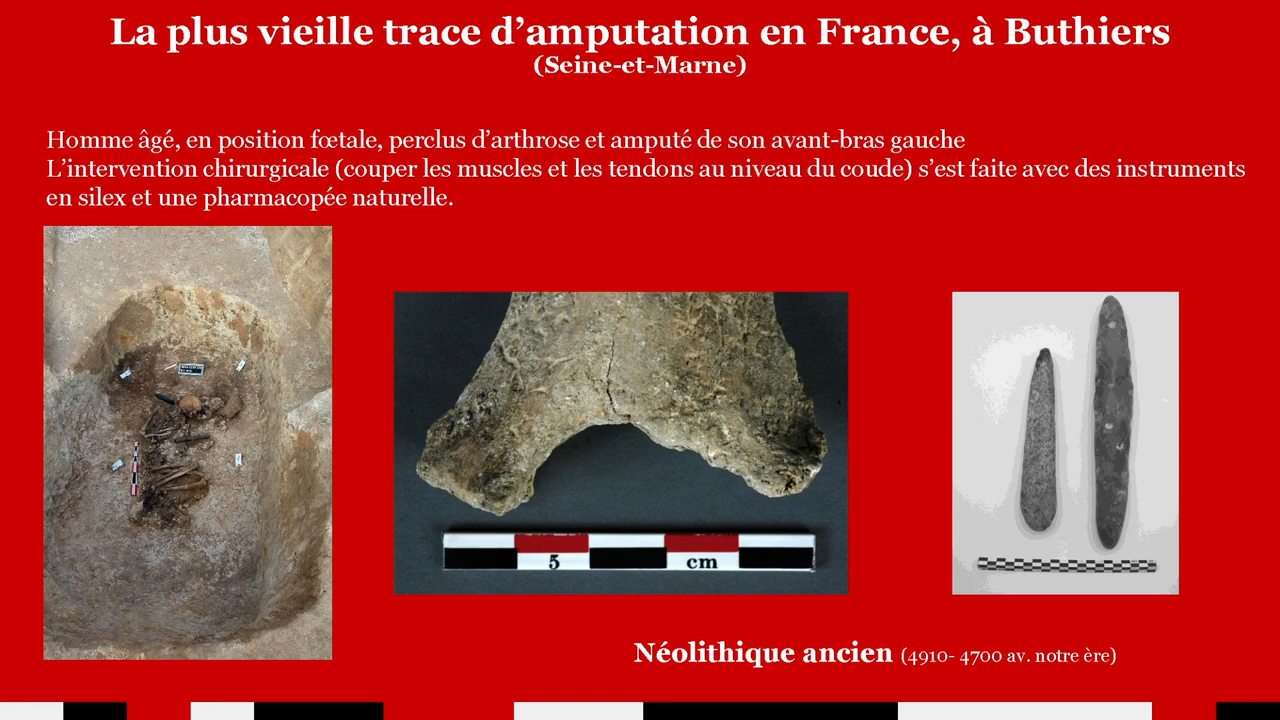 La plus vieille trace d’amputation en France, à Buthiers
(Seine-et-Marne)
Homme âgé, en position fœtale, perclus d’arthrose et amputé de son avant-bras gauche
L’intervention chirurgicale (couper les muscles et les tendons au niveau du coude) s’est faite avec des instruments
en silex et une pharmacopée naturelle.
5 cm
Néolithique ancien (4910- 4700 av. notre ère)